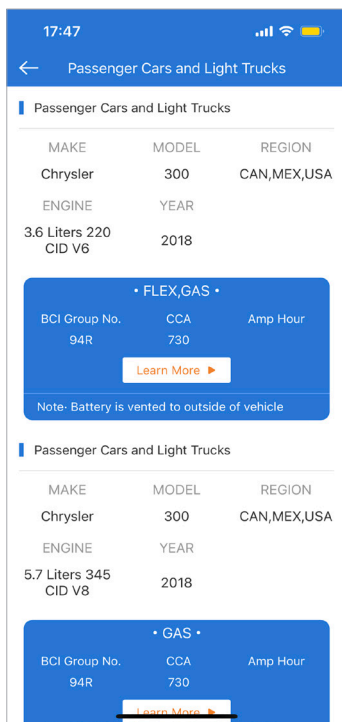 17:47
Passenger Cars and Light Trucks
Passenger Cars and Light Trucks
MAKE MODEL REGION
Chrysler 300 CAN,MEX,USA
ENGINE YEAR
3.6 Liters 220
CID V6
2018
• FLEX,GAS •
BCI Group No. CCA Amp Hour
94R 730
Learn More
Note- Battery is vented to outside of vehicle
Passenger Cars and Light Trucks
MAKE MODEL REGION
Chrysler 300 CAN,MEX,USA
ENGINE YEAR
5.7 Liters 345
CID V8
2018
• GAS •
BCI Group No. CCA Amp Hour
94R 730
Learn More